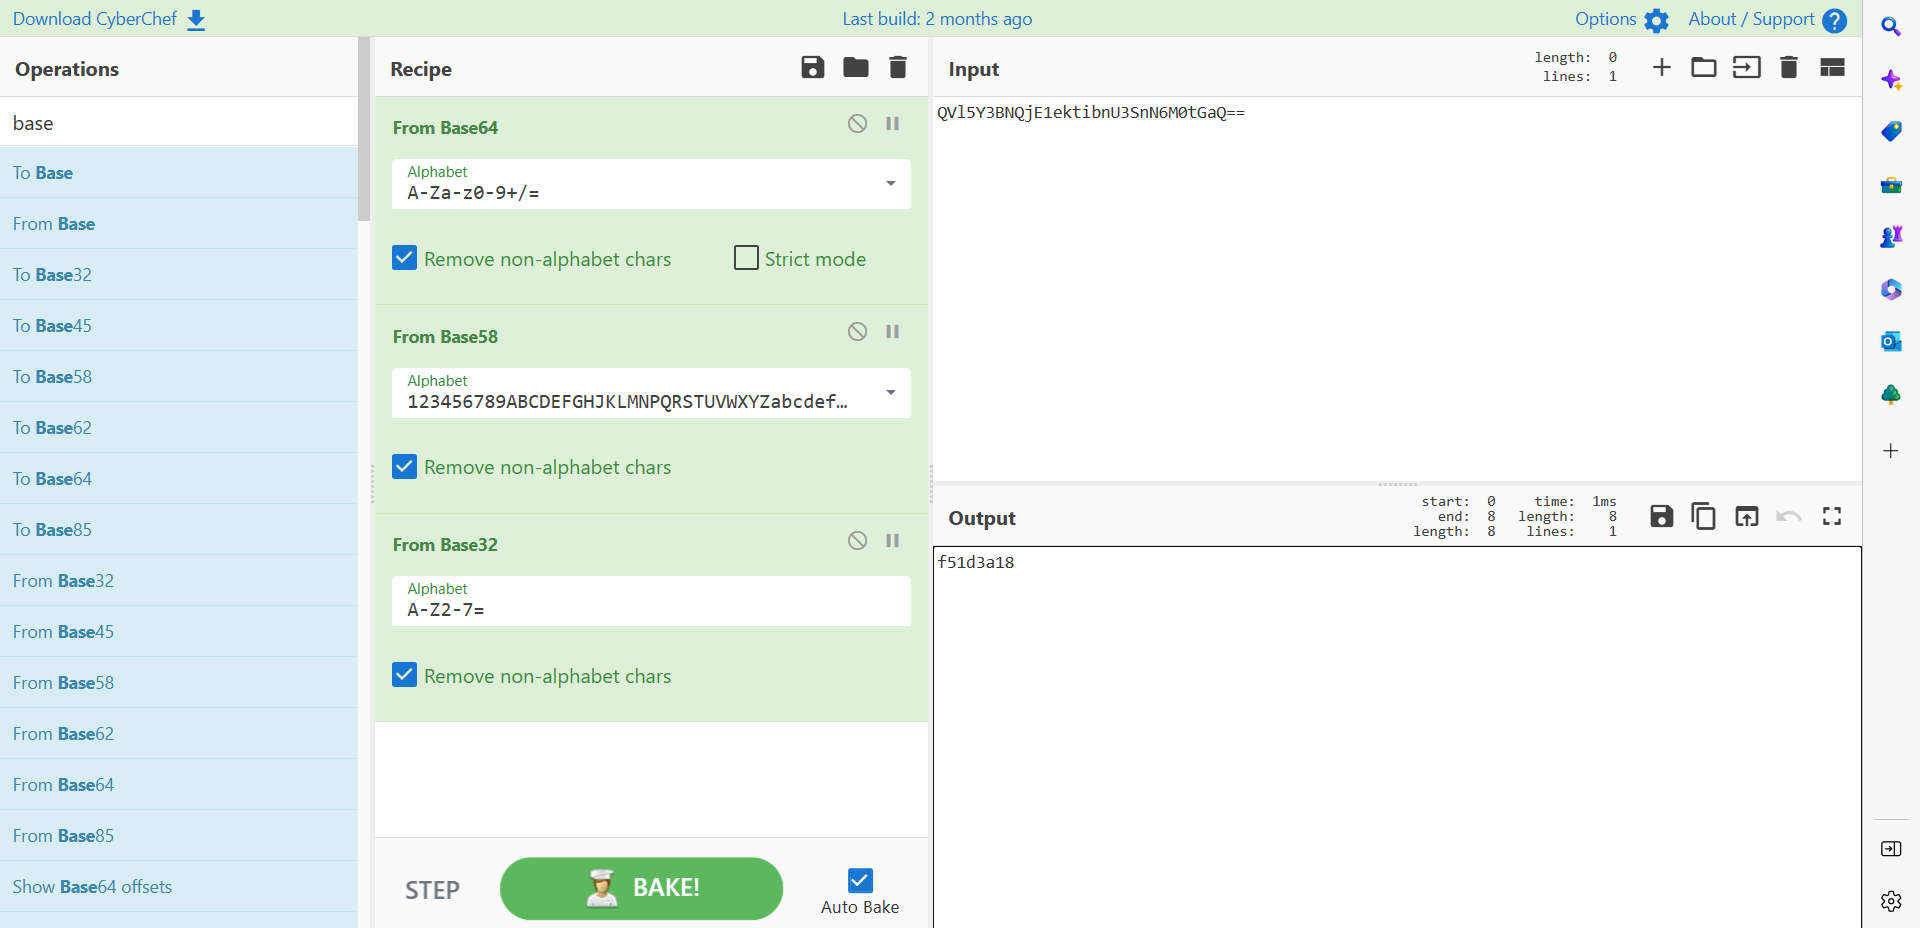 Download CyberChef
Last build: 2 months ago
Options
About / Support
?
Operations
base
To Base
From Base
To Base32
To Base45
To Base58
To Base62
To Base64
To Base85
From Base32
From Base45
From Base58
From Base62
From Base64
From Base85
Show Base64 offsets
Recipe
From Base64
Alphabet
A-Za-z0-9+/=
Remove non-alphabet chars
Strict mode
From Base58
Alphabet
123456789ABCDEFGHJKLMNPQRSTUVWXYZabcdef…
Remove non-alphabet chars
From Base32
Alphabet
A-Z2-7=
Remove non-alphabet chars
STEP
BAKE!
Auto Bake
Input
length: 0
lines: 1
QVl5Y3BNQjE1ektibnU3SnN6M0tGaQ==
Output
start: 0 time: 1ms
end: 8 length: 8
length: 8 lines: 1
f51d3a18